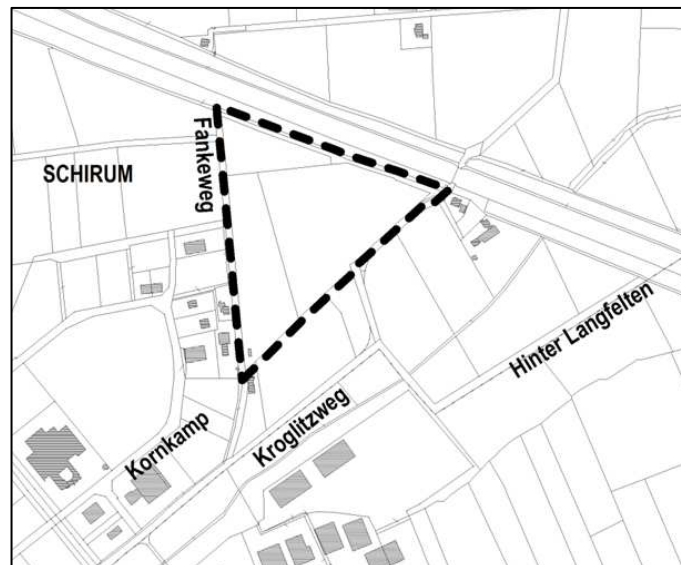 Fankeweg
SCHIRUM
Hinter Langfelten
Kroglitzweg
Kornkamp